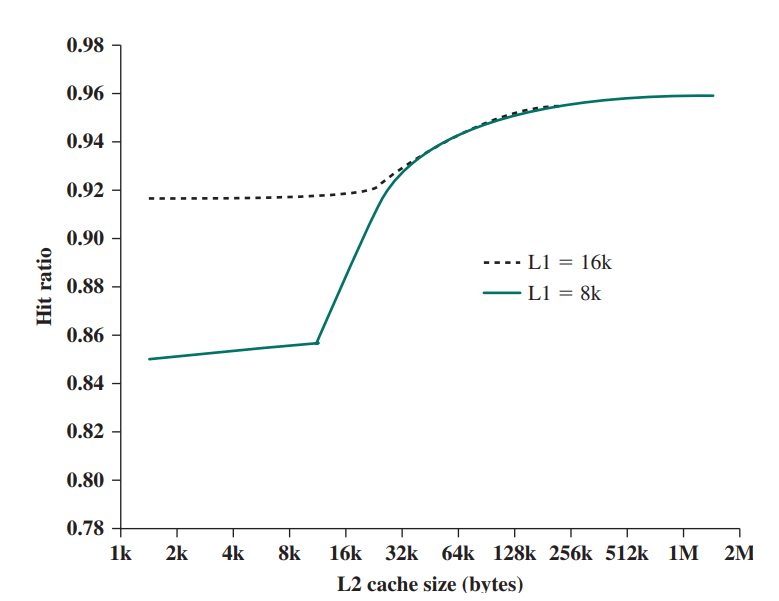 0.98
0.96
0.94
0.92
0.90
0.88
0.86
0.84
0.82
0.80
0.78
Hit ratio
L1 = 16k
L1 = 8k
1k 2k 4k 8k 16k 32k 64k 128k 256k 512k 1M 2M
L2 cache size (bytes)